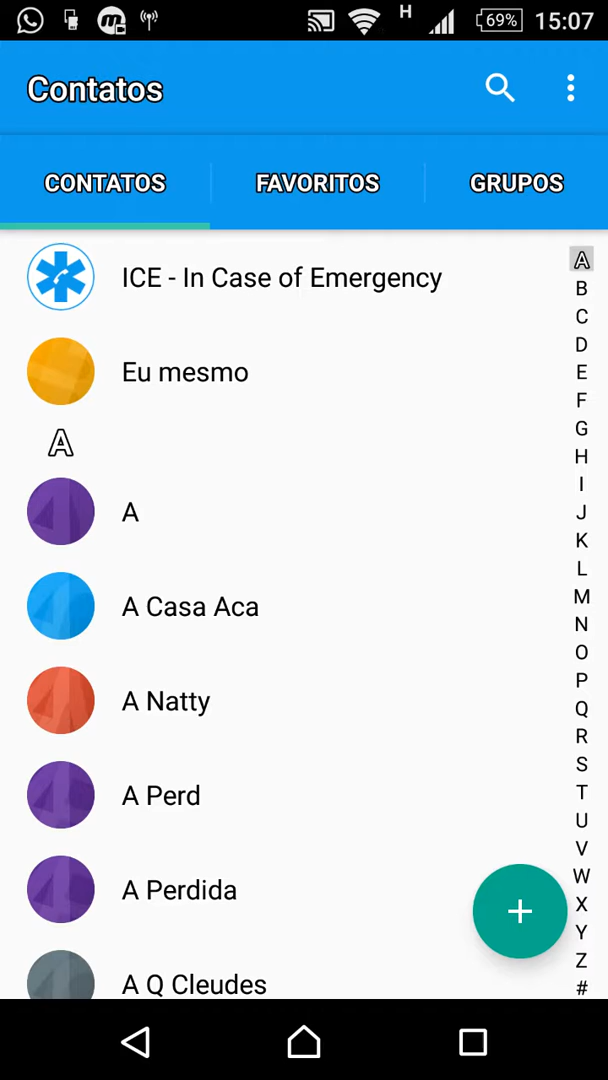 H 69% 15:07
Contatos
CONTATOS FAVORITOS GRUPOS
ICE - In Case of Emergency
Eu mesmo
A
A
A Casa Aca
A Natty
A Perd
A Perdida
A Q Cleudes
+
A
B
C
D
E
F
G
H
I
J
K
L
M
N
O
P
Q
R
S
T
U
V
W
X
Y
Z
#